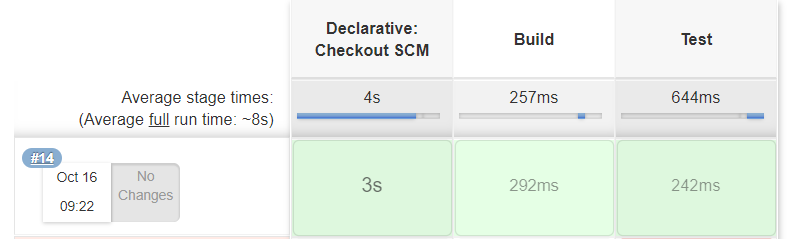 Declarative:
Checkout SCM
Build
Test
Average stage times:
(Average full run time: ~8s)
4s
257ms
644ms
#14
Oct 16
09:22
No
Changes
3s
292ms
242ms